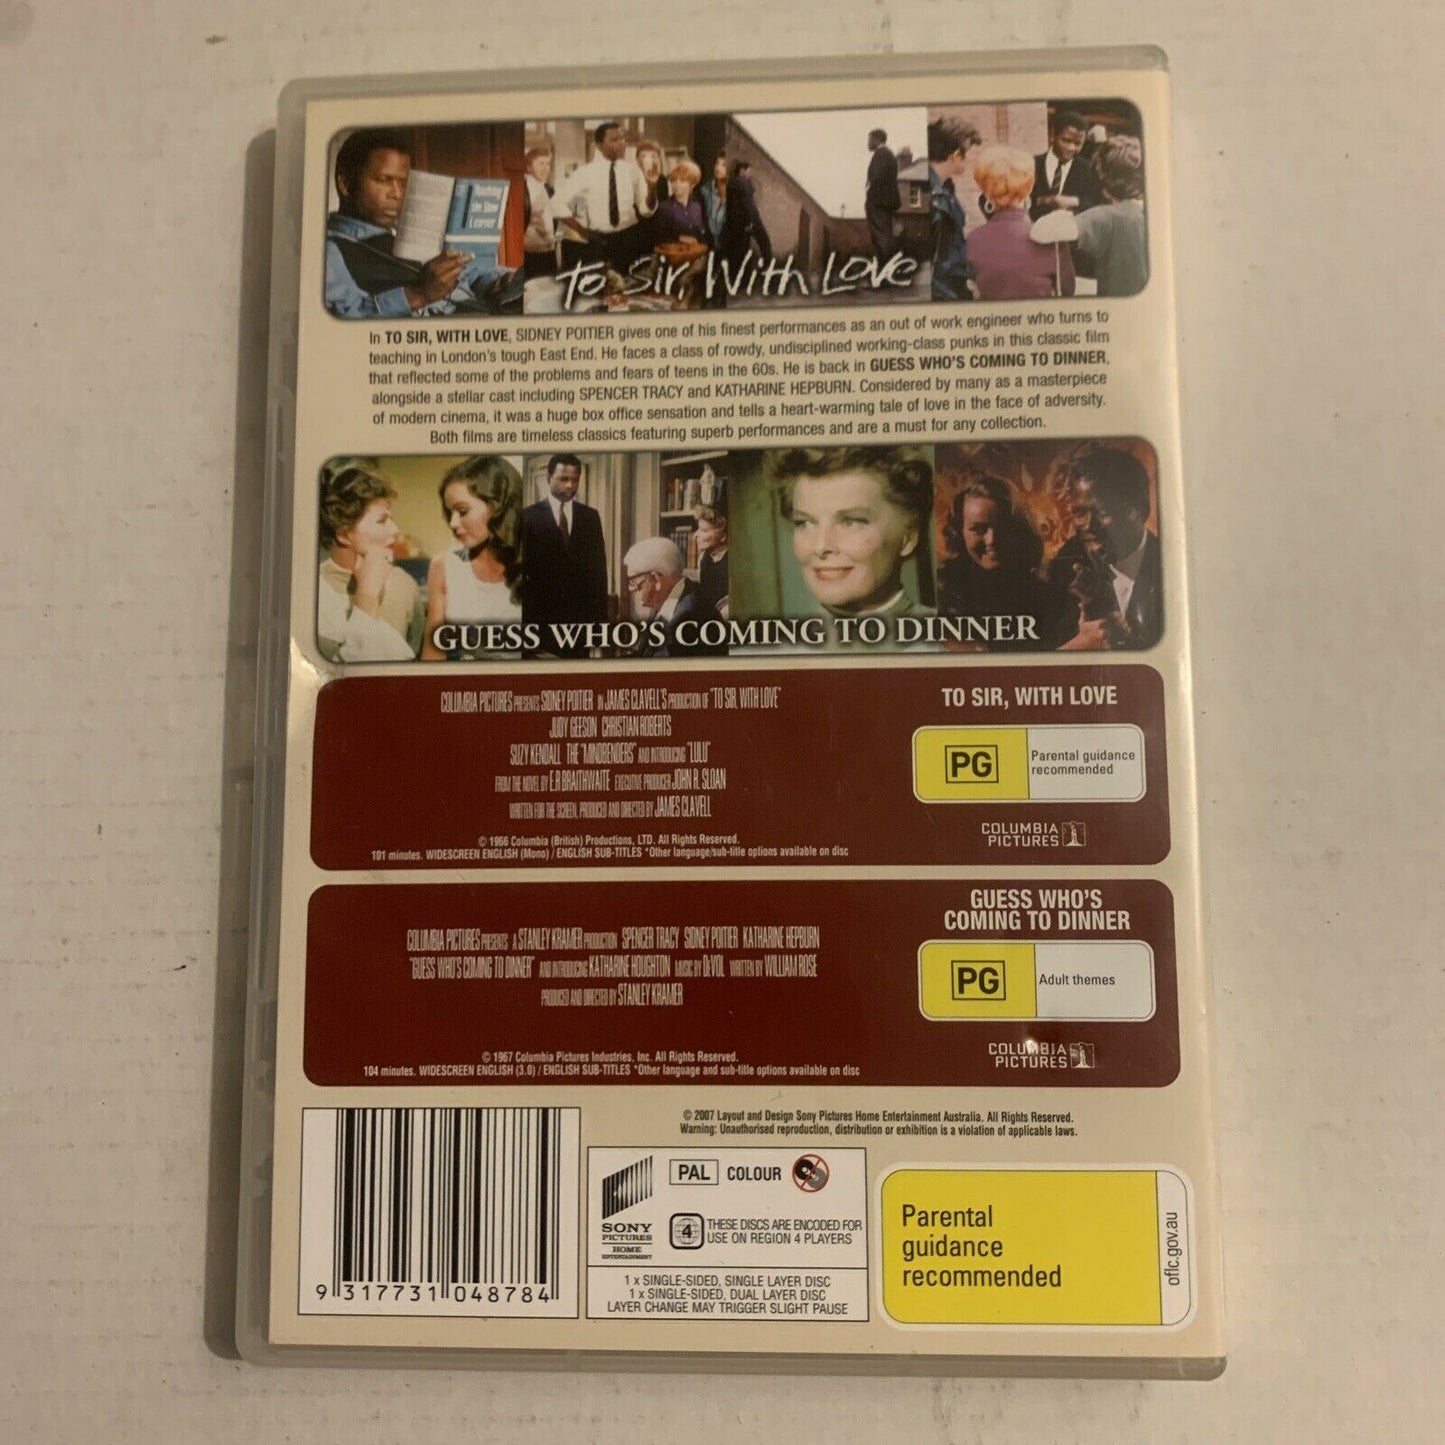 Teaching
the Slow
Learner
To Sir, With Love
In TO SIR, WITH LOVE, SIDNEY POITIER gives one of his finest performances as an out of work engineer who turns to
teaching in London's tough East End. He faces a class of rowdy, undisciplined working-class punks in this classic film
that reflected some of the problems and fears of teens in the 60s. He is back in GUESS WHO'S COMING TO DINNER,
alongside a stellar cast including SPENCER TRACY and KATHARINE HEPBURN. Considered by many as a masterpiece
of modern cinema, it was a huge box office sensation and tells a heart-warming tale of love in the face of adversity.
Both films are timeless classics featuring superb performances and are a must for any collection.
GUESS WHO'S COMING TO DINNER
COLUMBIA PICTURES PRESENTS SIDNEY POITIER IN JAMES CLAVELL'S PRODUCTION OF "TO SIR, WITH LOVE"
JUDY GEESON CHRISTIAN ROBERTS
SUZY KENDALL THE "MINDBENDERS" AND INTRODUCING "LULU"
FROM THE NOVEL BY E.R BRAITHWAITE EXECUTIVE PRODUCER JOHN R. SLOAN
WRITTEN FOR THE SCREEN, PRODUCED AND DIRECTED BY JAMES CLAVELL
© 1966 Columbia (British) Productions, LTD. All Rights Reserved.
101 minutes. WIDESCREEN ENGLISH (Mono) / ENGLISH SUB-TITLES *Other language/sub-title options available on disc
TO SIR, WITH LOVE
PG
Parental guidance
recommended
COLUMBIA
PICTURES
COLUMBIA PICTURES PRESENTS A STANLEY KRAMER PRODUCTION SPENCER TRACY SIDNEY POITIER KATHARINE HEPBURN
"GUESS WHO'S COMING TO DINNER" AND INTRODUCING KATHARINE HOUGHTON MUSIC BY DEVOL WRITTEN BY WILLIAM ROSE
PRODUCED AND DIRECTED BY STANLEY KRAMER
© 1967 Columbia Pictures Industries, Inc. All Rights Reserved.
104 minutes. WIDESCREEN ENGLISH (3.0) / ENGLISH SUB-TITLES *Other language and sub-title options available on disc
GUESS WHO'S
COMING TO DINNER
PG
Adult themes
COLUMBIA
PICTURES
© 2007 Layout and Design Sony Pictures Home Entertainment Australia. All Rights Reserved.
Warning: Unauthorised reproduction, distribution or exhibition is a violation of applicable laws.
9 317731 048784
SONY
PICTURES
HOME
ENTERTAINMENT
PAL COLOUR
4 THESE DISCS ARE ENCODED FOR
USE ON REGION 4 PLAYERS
1 x SINGLE-SIDED, SINGLE LAYER DISC
1 x SINGLE-SIDED, DUAL LAYER DISC
LAYER CHANGE MAY TRIGGER SLIGHT PAUSE
Parental
guidance
recommended
oflc.gov.au